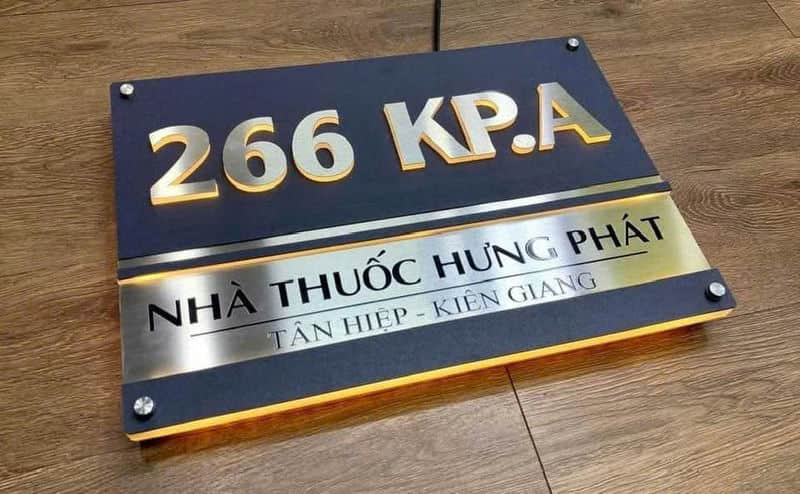 266 KP.A
NHÀ THUỐC HƯNG PHÁT
TÂN HIỆP - KIÊN GIANG